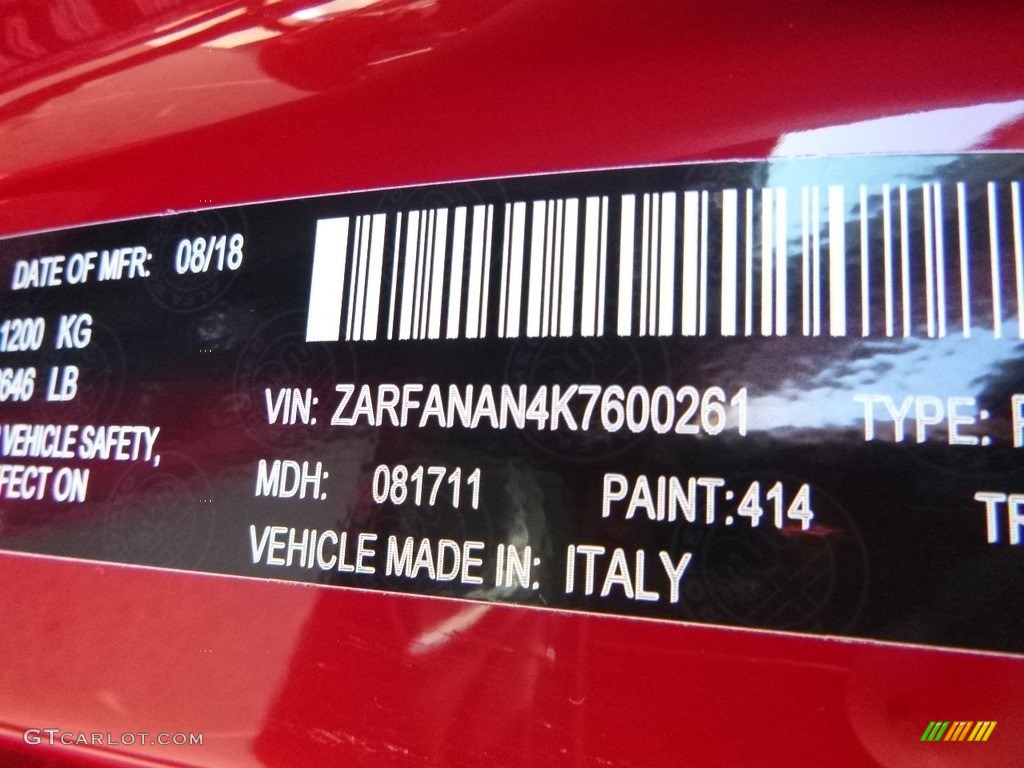 DATE OF MFR: 08/18
1200 KG
646 LB
VEHICLE SAFETY,
FECT ON
VIN: ZARFANAN4K7600261
TYPE:
MDH: 081711
PAINT:414
VEHICLE MADE IN: ITALY
GTCARLOT.COM